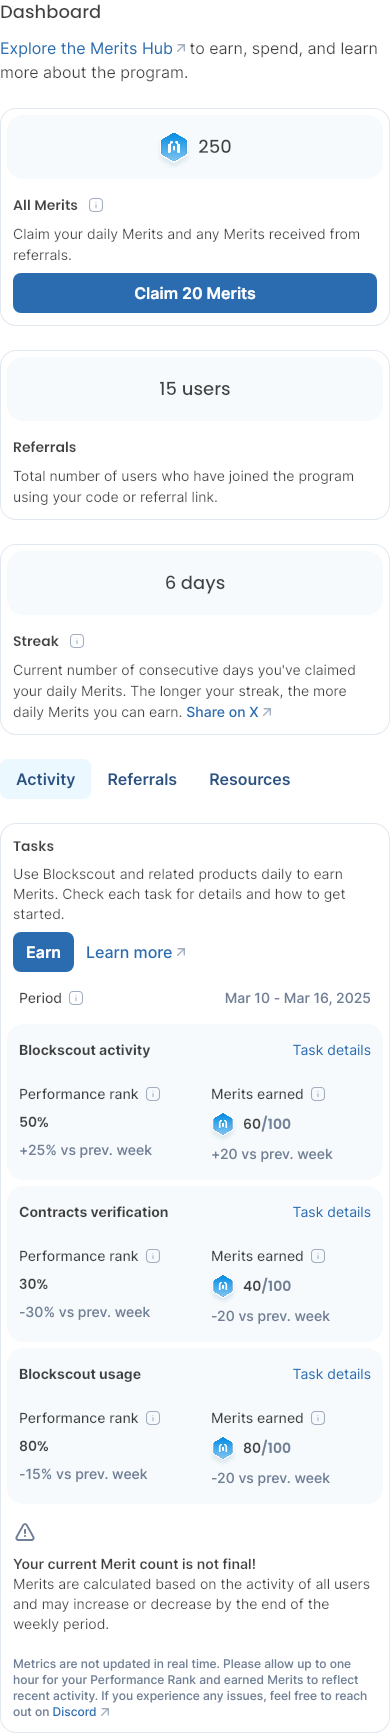 Dashboard
Explore the Merits Hub to earn, spend, and learn
more about the program.
250
All Merits
Claim your daily Merits and any Merits received from
referrals.
Claim 20 Merits
15 users
Referrals
Total number of users who have joined the program
using your code or referral link.
6 days
Streak
Current number of consecutive days you've claimed
your daily Merits. The longer your streak, the more
daily Merits you can earn. Share on X
Activity Referrals Resources
Tasks
Use Blockscout and related products daily to earn
Merits. Check each task for details and how to get
started.
Earn Learn more
Period Mar 10 - Mar 16, 2025
Blockscout activity Task details
Performance rank Merits earned
50% 60/100
+25% vs prev. week +20 vs prev. week
Contracts verification Task details
Performance rank Merits earned
30% 40/100
-30% vs prev. week -20 vs prev. week
Blockscout usage Task details
Performance rank Merits earned
80% 80/100
-15% vs prev. week -20 vs prev. week
Your current Merit count is not final!
Merits are calculated based on the activity of all users
and may increase or decrease by the end of the
weekly period.
Metrics are not updated in real time. Please allow up to one
hour for your Performance Rank and earned Merits to reflect
recent activity. If you experience any issues, feel free to reach
out on Discord